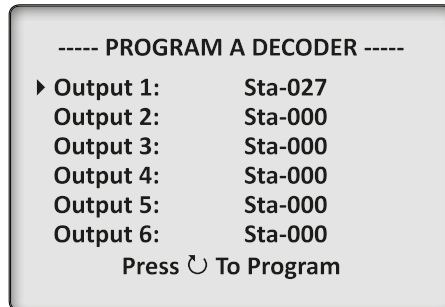 ----- PROGRAM A DECODER -----
Output 1: Sta-027
Output 2: Sta-000
Output 3: Sta-000
Output 4: Sta-000
Output 5: Sta-000
Output 6: Sta-000
Press ↻ To Program